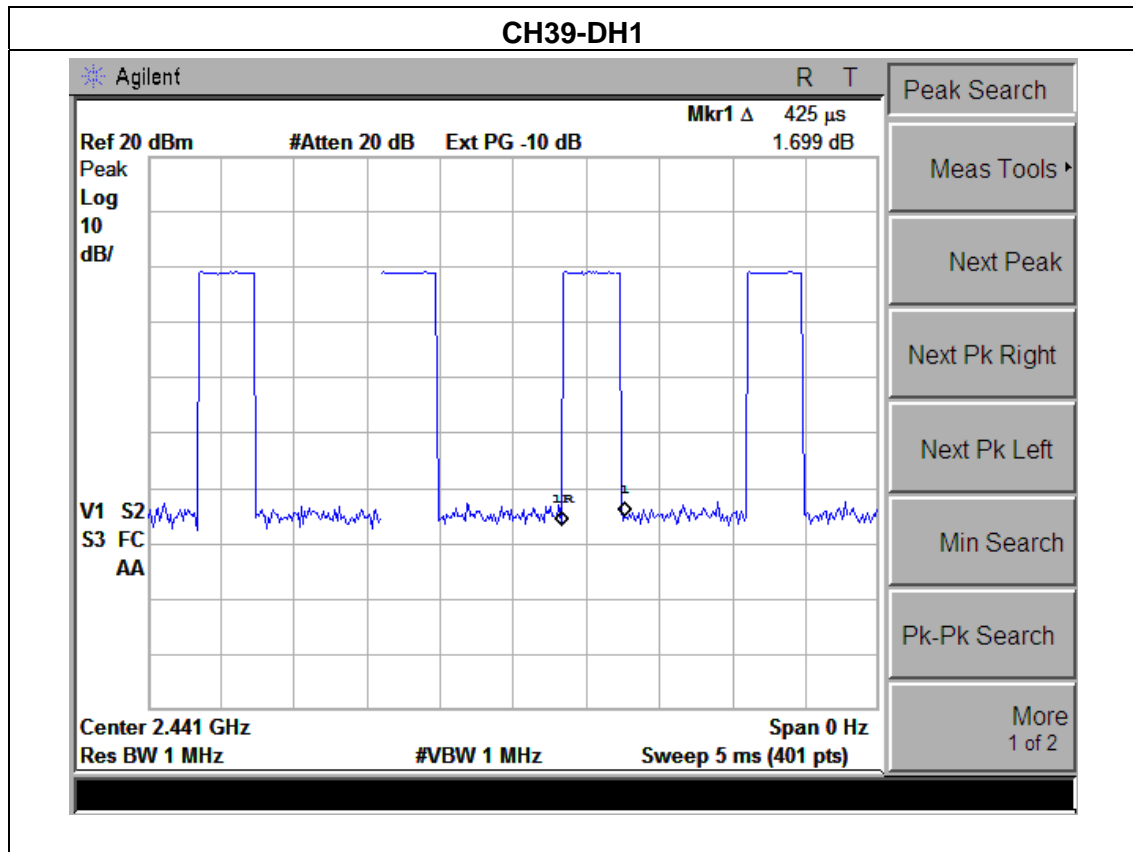 CH39-DH1
Agilent
R T
Mkr1 Δ 425 μs
Ref 20 dBm #Atten 20 dB Ext PG -10 dB 1.699 dB
Peak
Log
10
dB/
1R
1
V1 S2
S3 FC
AA
Center 2.441 GHz Span 0 Hz
Res BW 1 MHz #VBW 1 MHz Sweep 5 ms (401 pts)
Peak Search
Meas Tools
Next Peak
Next Pk Right
Next Pk Left
Min Search
Pk-Pk Search
More
1 of 2